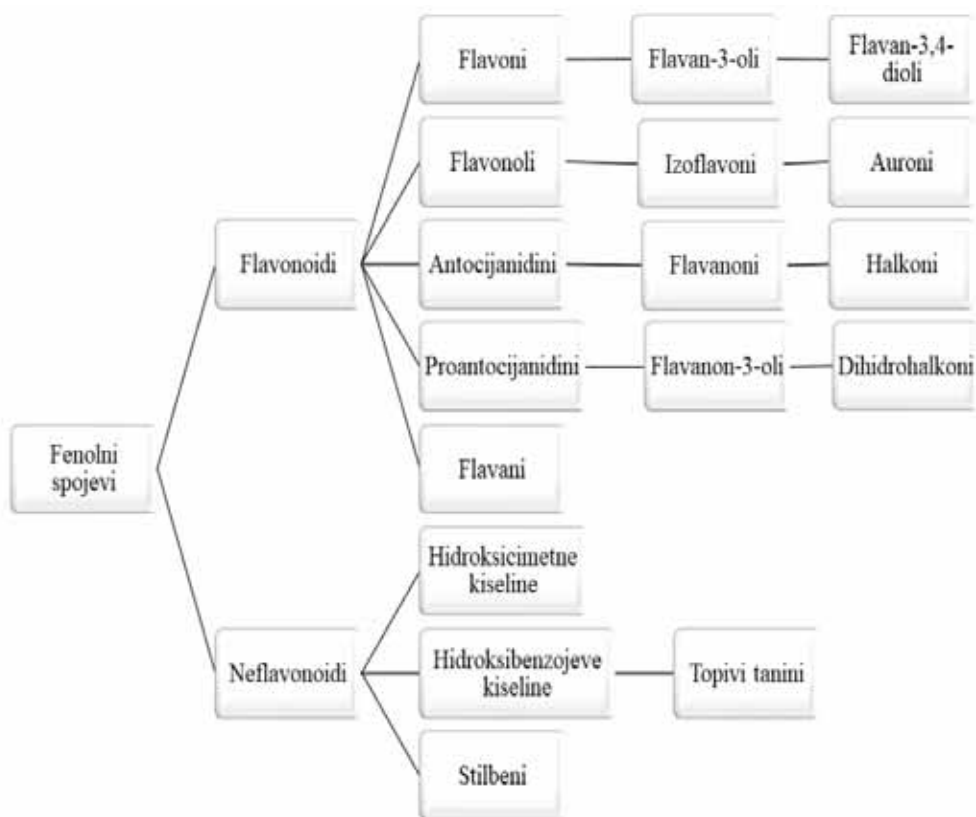 Fenolni
spojevi
Flavonoidi
Flavoni
Flavan-3-oli
Flavan-3,4-
dioli
Flavonoli
Izoflavoni
Auroni
Antocijanidini
Flavanoni
Halkoni
Proantocijanidini
Flavanon-3-oli
Dihidrohalkoni
Flavani
Neflavonoidi
Hidroksicimetne
kiseline
Hidroksibenzojeve
kiseline
Topivi tanini
Stilbeni